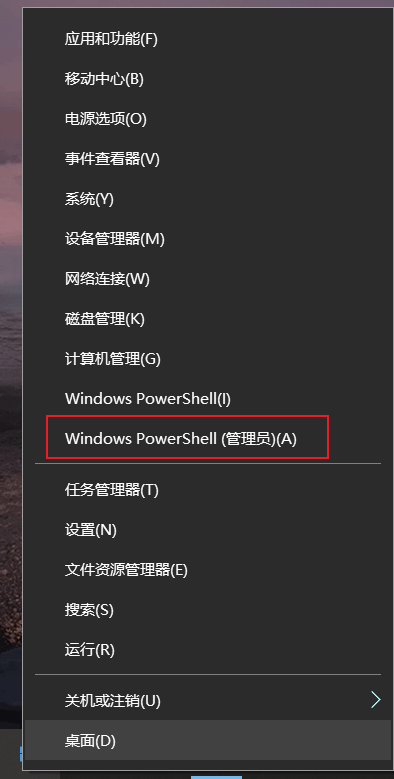 应用和功能(F)
移动中心(B)
电源选项(O)
事件查看器(V)
系统(Y)
设备管理器(M)
网络连接(W)
磁盘管理(K)
计算机管理(G)
Windows PowerShell(I)
Windows PowerShell (管理员)(A)
任务管理器(T)
设置(N)
文件资源管理器(E)
搜索(S)
运行(R)
关机或注销(U)
桌面(D)